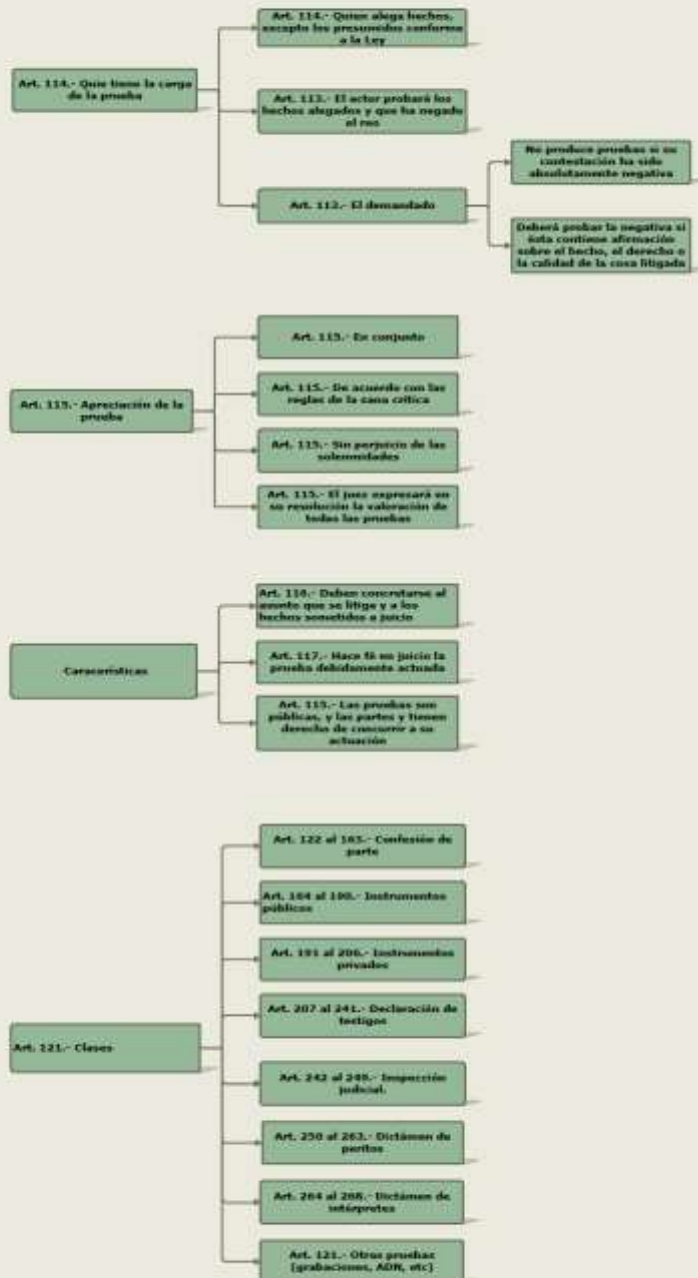 Art. 114.- Quien alega hechos,
excepto los presumidos conforme
a la Ley
Art. 114.- Quie tiene la carga
de la prueba
Art. 113.- El actor probará los
hechos alegados y que ha negado
el reo
Art. 113.- El demandado
No produce pruebas si su
contestación ha sido
absolutamente negativa
Deberá probar la negativa si
ésta contiene afirmación
sobre el hecho, el derecho o
la calidad de la cosa litigada
Art. 115.- Apreciación de la
prueba
Art. 115.- En conjunto
Art. 115.- De acuerdo con las
reglas de la sana crítica
Art. 115.- Sin perjuicio de las
solemnidades
Art. 115.- El juez expresará en
su resolución la valoración de
todas las pruebas
Características
Art. 116.- Deben concretarse al
asunto que se litiga y a los
hechos sometidos a juicio
Art. 117.- Hace fé en juicio la
prueba debidamente actuada
Art. 115.- Las pruebas son
públicas, y las partes y tienen
derecho de concurrir a su
actuación
Art. 121.- Clases
Art. 122 al 163.- Confesión de
parte
Art. 164 al 190.- Instrumentos
públicos
Art. 191 al 206.- Instrumentos
privados
Art. 207 al 241.- Declaración de
testigos
Art. 242 al 249.- Inspección
judicial.
Art. 250 al 263.- Dictámen de
peritos
Art. 264 al 268.- Dictámen de
intérpretes
Art. 121.- Otras pruebas
(grabaciones, ADN, etc)